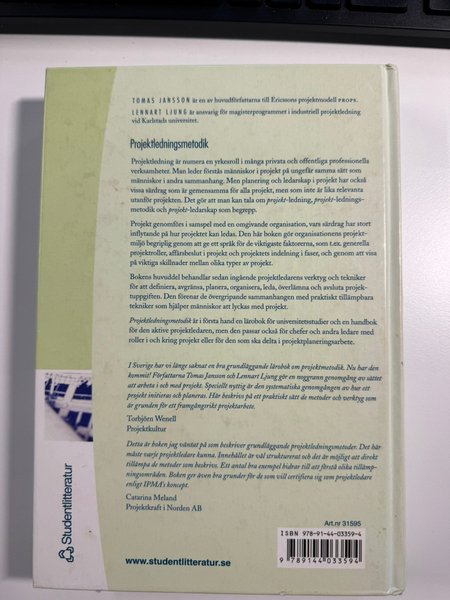 TOMAS JANSSON är en av huvudförfattarna till Ericssons projektmodell PROPS.
LENNART LJUNG är ansvarig för magisterprogrammet i industriell projektledning
vid Karlstads universitet.
Projektledningsmetodik
Projektledning är numera en yrkesroll i många privata och offentliga professionella
verksamheter. Man leder förstås människor i projekt på ungefär samma sätt som
människor i andra sammanhang. Men planering och ledarskap i projekt har också
vissa särdrag som är gemensamma för alla projekt, men som inte är lika relevanta
utanför projekten. Det gör att man kan tala om projekt-ledning, projekt-lednings-
metodik och projekt-ledarskap som begrepp.
Projekt genomförs i samspel med en omgivande organisation, vars särdrag har stort
inflytande på hur projektet kan ledas. Den här boken gör organisationens projekt-
miljö begriplig genom att ge ett språk för de viktigaste faktorerna, som t.ex. generella
projektroller, affärsbeslut i projekt och projektets indelning i faser, och genom att visa
på viktiga skillnader mellan olika typer av projekt.
Bokens huvuddel behandlar sedan ingående projektledarens verktyg och tekniker
för att definiera, avgränsa, planera, organisera, leda, överlämna och avsluta projekt-
uppgiften. Den förenar de övergripande sammanhangen med praktiskt tillämpbara
tekniker som hjälper människor att lyckas med projekt.
Projektledningsmetodik är i första hand en lärobok för universitetsstudier och en handbok
för den aktive projektledaren, men den passar också för chefer och andra ledare med
roller i och kring projekt eller för den som ska delta i projektplaneringsarbete.
I Sverige har vi länge saknat en bra grundläggande lärobok om projektmetodik. Nu har den
kommit! Författarna Tomas Jansson och Lennart Ljung gör en noggrann genomgång av sättet
att arbeta i och med projekt. Speciellt nyttig är den systematiska genomgången av hur ett
projekt initieras och planeras. Här beskrivs på ett praktiskt sätt de metoder och verktyg som
är grunden för ett framgångsrikt projektarbete.
Torbjörn Wenell
Projektkultur
Detta är boken jag väntat på som beskriver grundläggande projektledningsmetoder. Det här
måste varje projektledare kunna. Innehållet är väl strukturerat och det är möjligt att direkt
tillämpa de metoder som beskrivs. Ett antal bra exempel bidrar till att förstå olika tillämp-
ningsområden. Boken ger även bra grunder för de som vill certifiera sig som projektledare
enligt IPMA's koncept.
Catarina Meland
Projektkraft i Norden AB
Art.nr 31595
ISBN 978-91-44-03359-4
9 789144 033594
Studentlitteratur
www.studentlitteratur.se